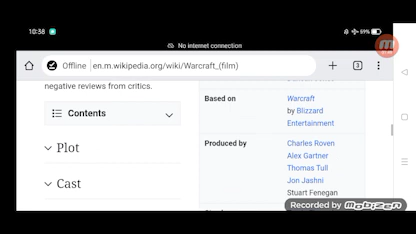 10:38
59%
No internet connection
Offline en.m.wikipedia.org/wiki/Warcraft_(film)
3
negative reviews from critics.
Contents
Plot
Cast
Based on
Warcraft
by Blizzard
Entertainment
Produced by
Charles Roven
Alex Gartner
Thomas Tull
Jon Jashni
Stuart Fenegan
Recorded by Mobizen